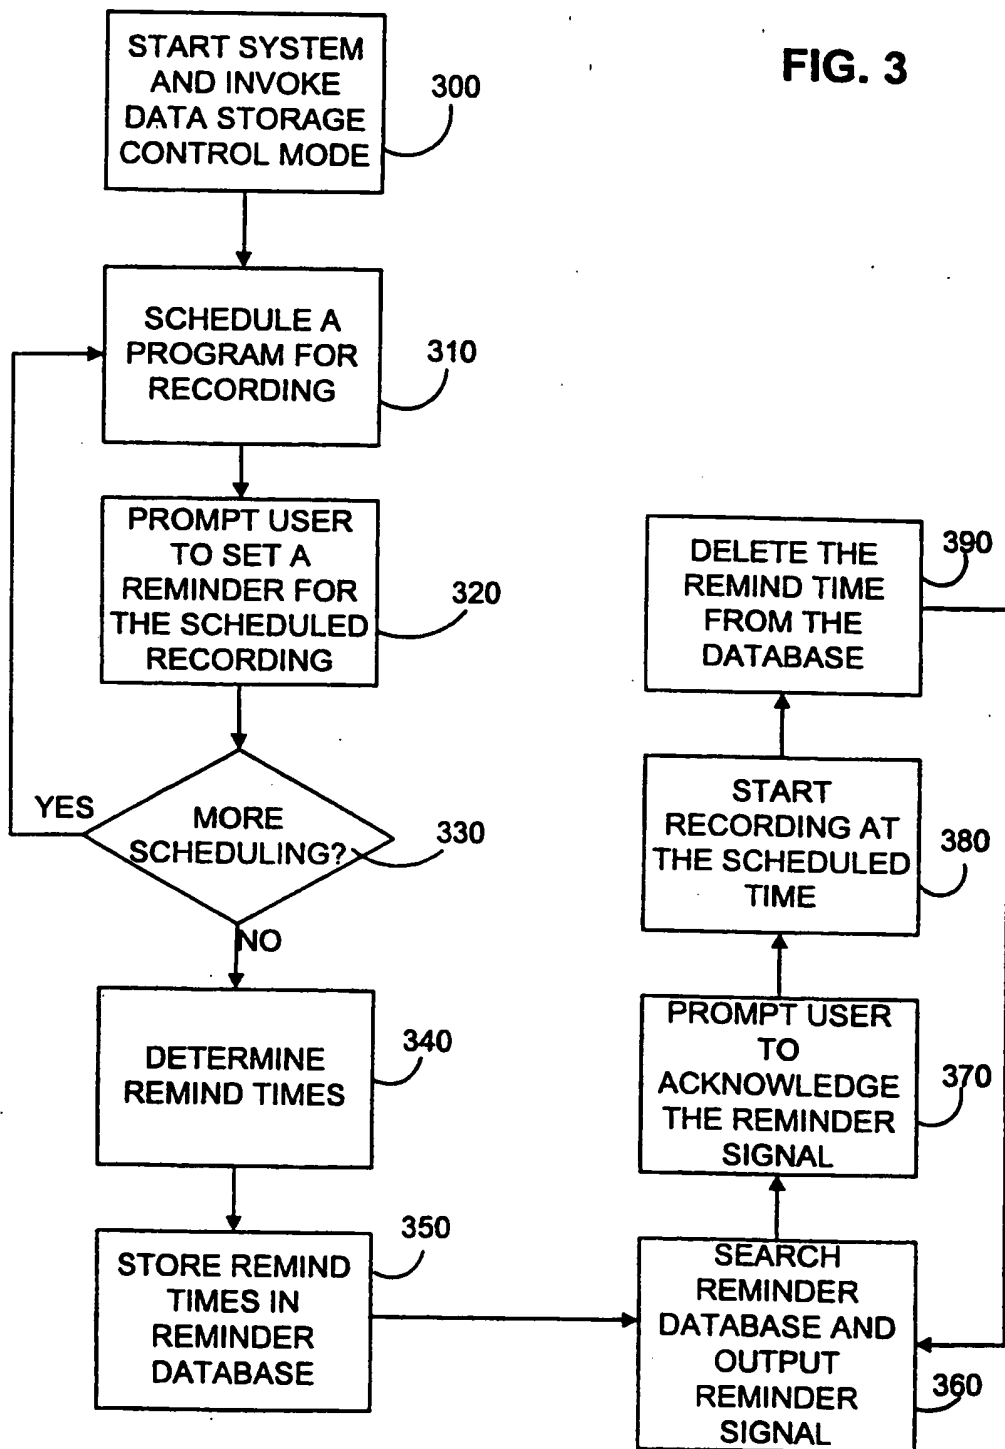 FIG. 3
START SYSTEM
AND INVOKE
DATA STORAGE
CONTROL MODE
300
SCHEDULE A
PROGRAM FOR
RECORDING
310
PROMPT USER
TO SET A
REMINDER FOR
THE SCHEDULED
RECORDING
320
YES
MORE
SCHEDULING?
330
NO
DETERMINE
REMIND TIMES
340
STORE REMIND
TIMES IN
REMINDER
DATABASE
350
SEARCH
REMINDER
DATABASE AND
OUTPUT
REMINDER
SIGNAL
360
PROMPT USER
TO
ACKNOWLEDGE
THE REMINDER
SIGNAL
370
START
RECORDING AT
THE SCHEDULED
TIME
380
DELETE THE
REMIND TIME
FROM THE
DATABASE
390